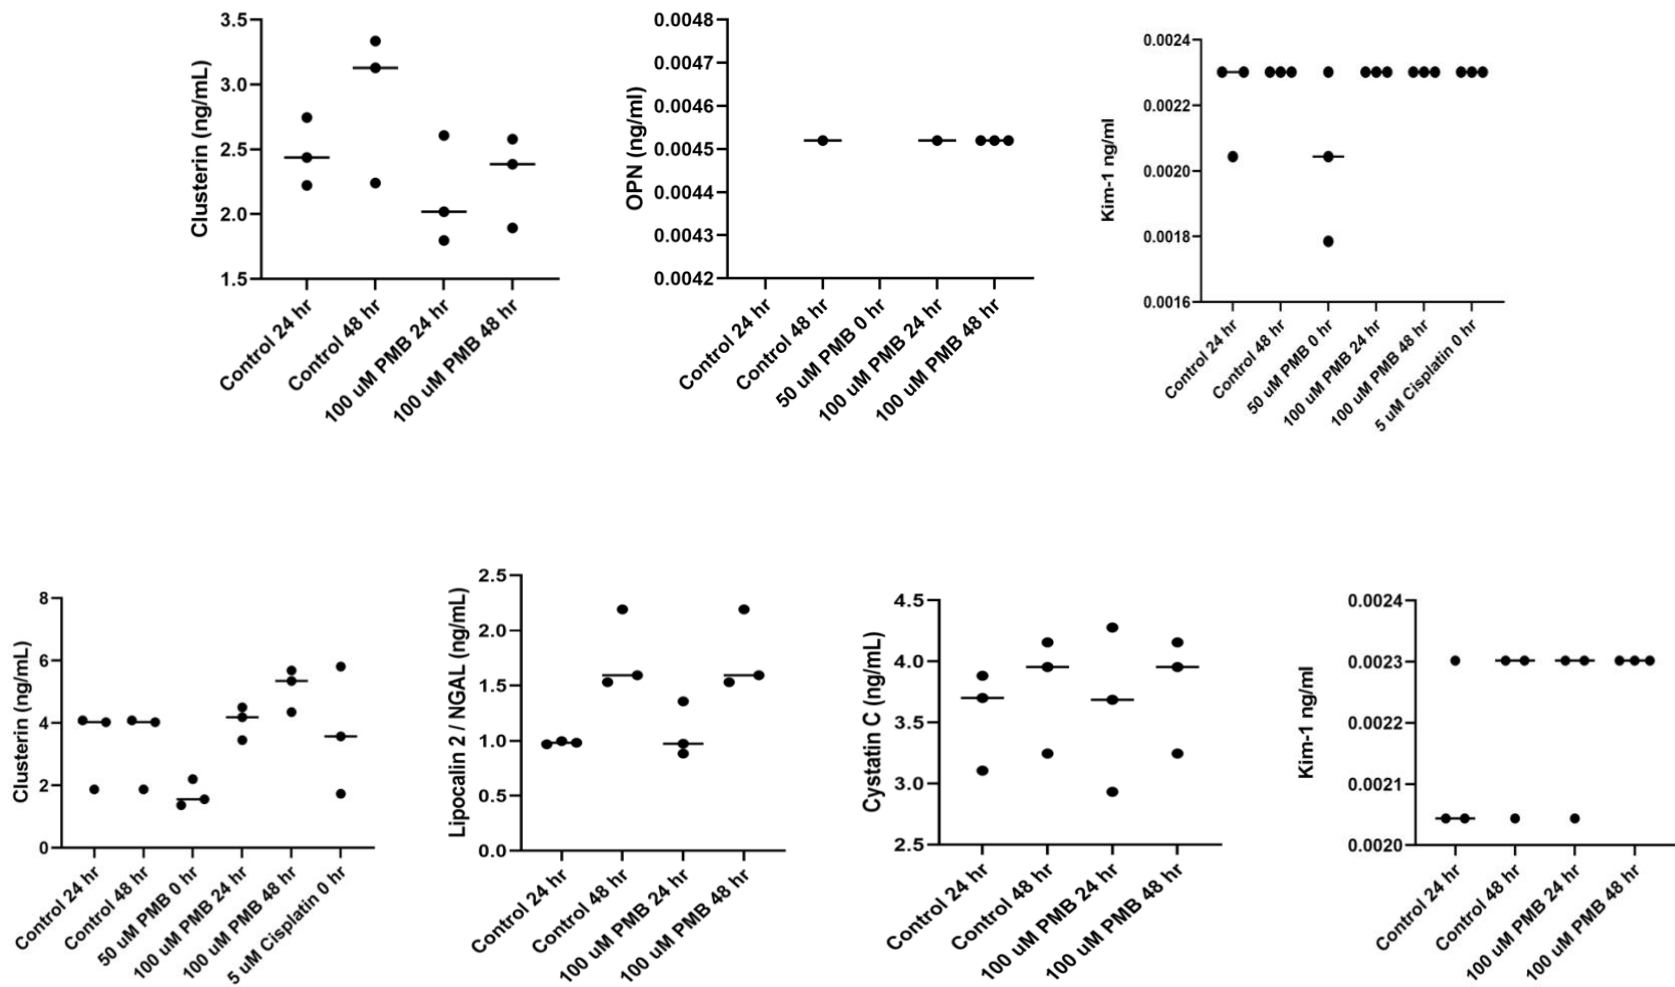 Clusterin (ng/mL)
3.5
3.0
2.5
2.0
1.5
Control 24 hr
Control 48 hr
100 uM PMB 24 hr
100 uM PMB 48 hr
OPN (ng/ml)
0.0048
0.0047
0.0046
0.0045
0.0044
0.0043
0.0042
Control 24 hr
Control 48 hr
50 uM PMB 0 hr
100 uM PMB 24 hr
100 uM PMB 48 hr
Kim-1 ng/ml
0.0024
0.0022
0.0020
0.0018
0.0016
Control 24 hr
Control 48 hr
50 uM PMB 0 hr
100 uM PMB 24 hr
100 uM PMB 48 hr
5 uM Cisplatin 0 hr
Clusterin (ng/mL)
8
6
4
2
0
Control 24 hr
Control 48 hr
50 uM PMB 0 hr
100 uM PMB 24 hr
100 uM PMB 48 hr
5 uM Cisplatin 0 hr
Lipocalin 2 / NGAL (ng/mL)
2.5
2.0
1.5
1.0
0.5
0.0
Control 24 hr
Control 48 hr
100 uM PMB 24 hr
100 uM PMB 48 hr
Cystatin C (ng/mL)
4.5
4.0
3.5
3.0
2.5
Control 24 hr
Control 48 hr
100 uM PMB 24 hr
100 uM PMB 48 hr
Kim-1 ng/ml
0.0024
0.0023
0.0022
0.0021
0.0020
Control 24 hr
Control 48 hr
100 uM PMB 24 hr
100 uM PMB 48 hr